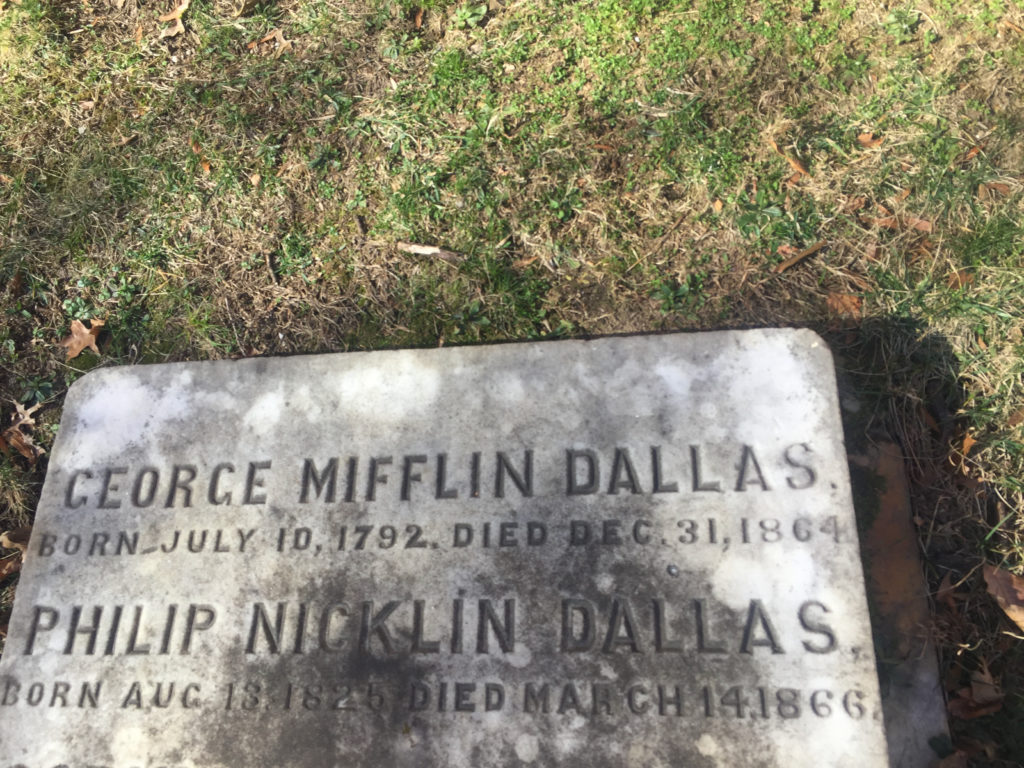 GEORGE MIFFLIN DALLAS.
BORN JULY 10, 1792. DIED DEC. 31, 1864
PHILIP NICKLIN DALLAS.
BORN AUG 13, 1825 DIED MARCH 14, 1866.